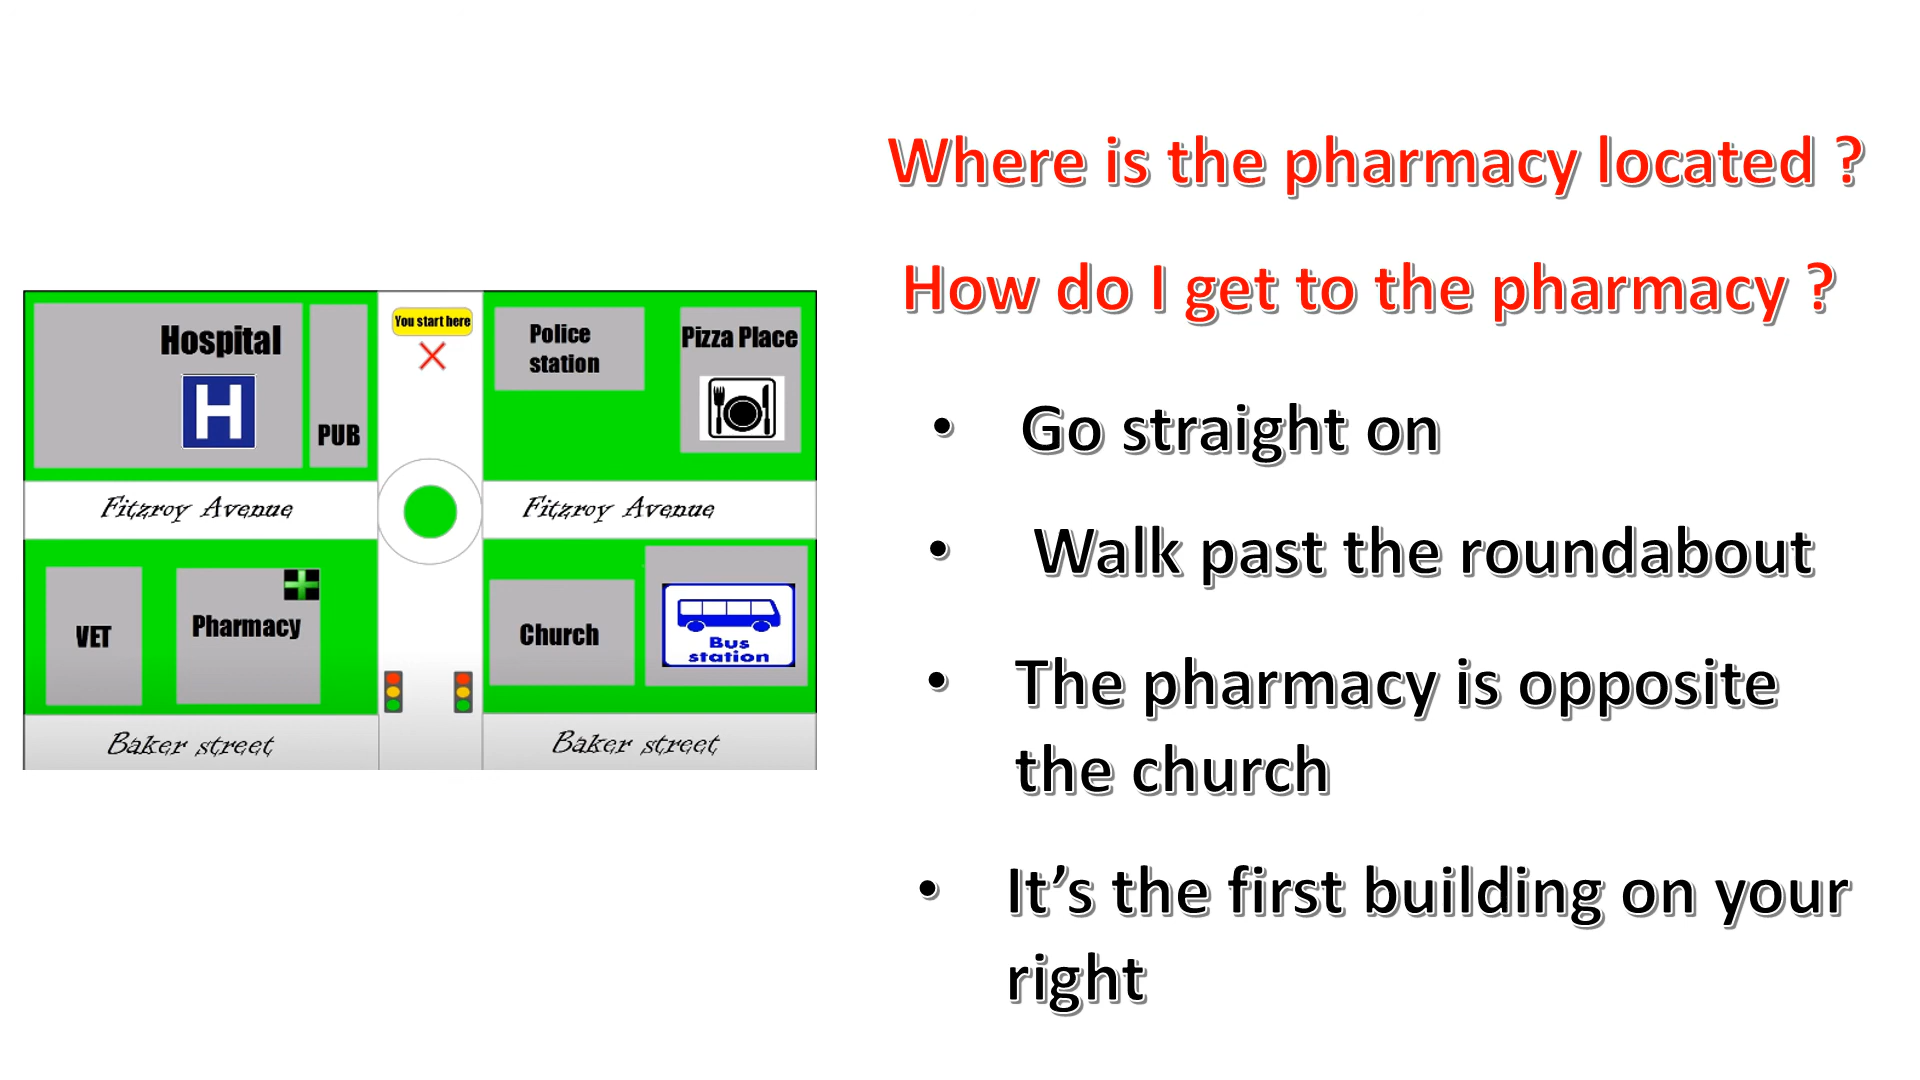 Where is the pharmacy located ?
How do I get to the pharmacy ?
• Go straight on
• Walk past the roundabout
• The pharmacy is opposite
the church
• It’s the first building on your
right
Hospital
H
PUB
You start here
Police
station
Pizza Place
Fitzroy Avenue
Fitzroy Avenue
VET
Pharmacy
Church
Bus
station
Baker street
Baker street